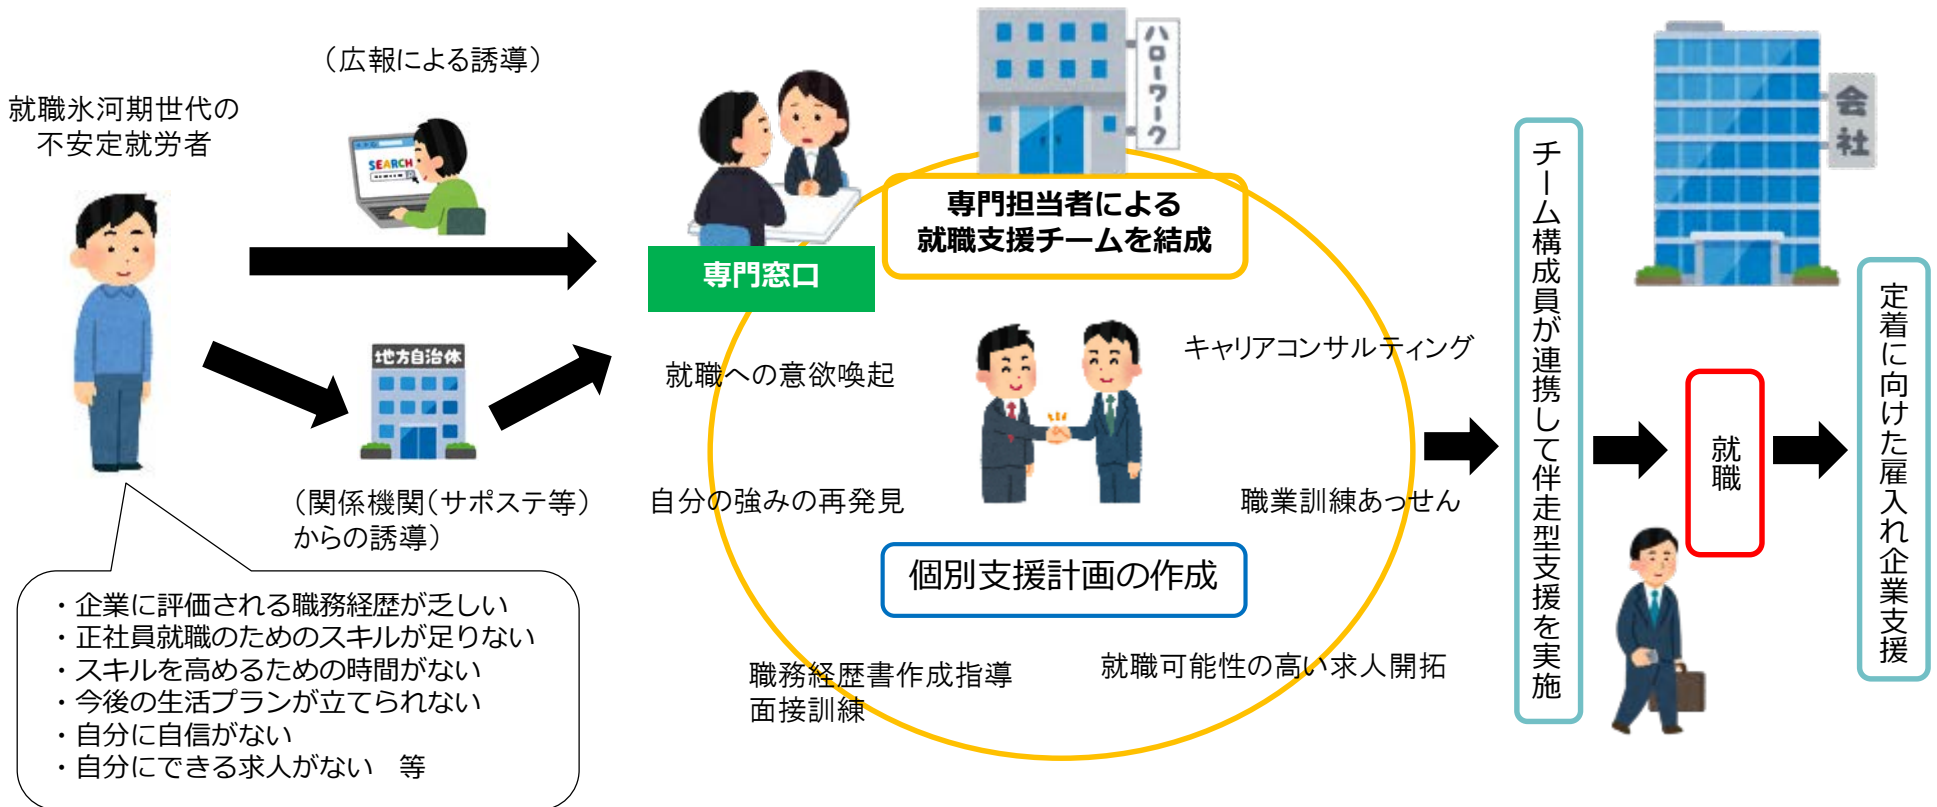 （広報による誘導）
就職氷河期世代の
不安定就労者
SEARCH
地方自治体
（関係機関（サポステ等）
からの誘導）
・企業に評価される職務経歴が乏しい
・正社員就職のためのスキルが足りない
・スキルを高めるための時間がない
・今後の生活プランが立てられない
・自分に自信がない
・自分にできる求人がない　等
ハローワーク
専門担当者による
就職支援チームを結成
専門窓口
就職への意欲喚起
キャリアコンサルティング
自分の強みの再発見
職業訓練あっせん
個別支援計画の作成
職務経歴書作成指導
面接訓練
就職可能性の高い求人開拓
チーム構成員が連携して伴走型支援を実施
就職
会社
定着に向けた雇入れ企業支援